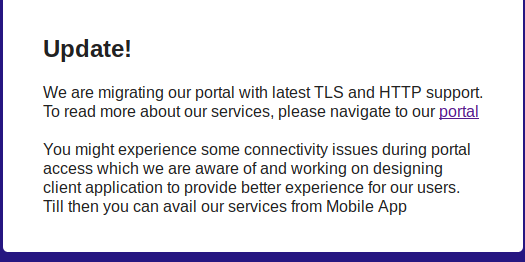 Update!
We are migrating our portal with latest TLS and HTTP support.
To read more about our services, please navigate to our portal
You might experience some connectivity issues during portal
access which we are aware of and working on designing
client application to provide better experience for our users.
Till then you can avail our services from Mobile App